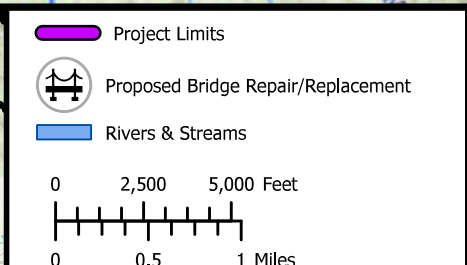 Project Limits
Proposed Bridge Repair/Replacement
Rivers & Streams
0 2,500 5,000 Feet
0 0.5 1 Miles